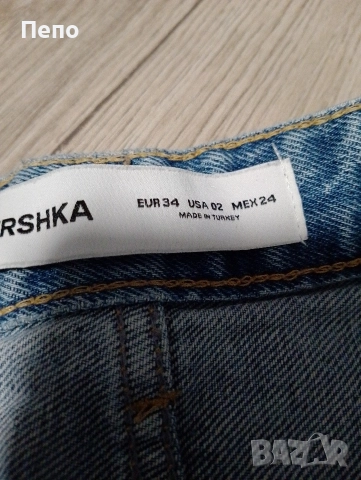 Пепо
RSHKA
EUR 34 USA 02 MEX 24
MADE IN TURKEY
BAZAR